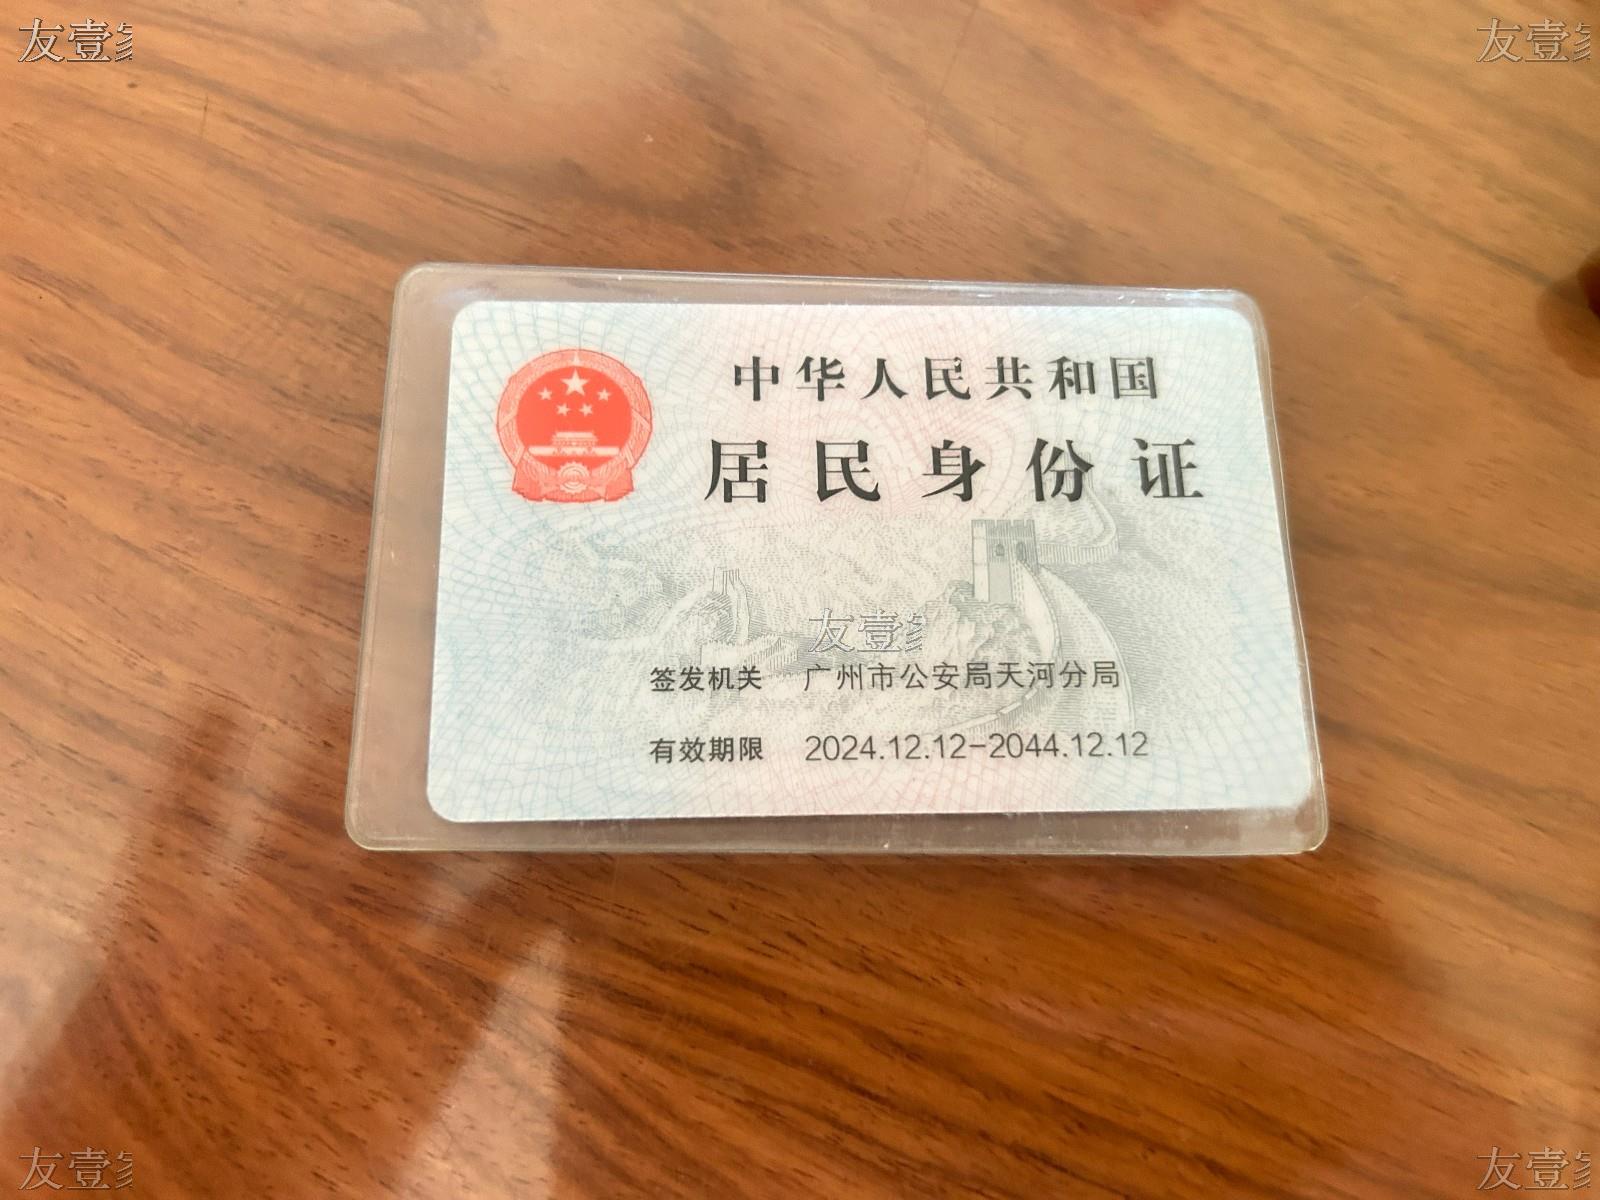 友壹
友壹
中华人民共和国
居民身份证
友壹
签发机关 广州市公安局天河分局
有效期限 2024.12.12-2044.12.12
友壹
友壹